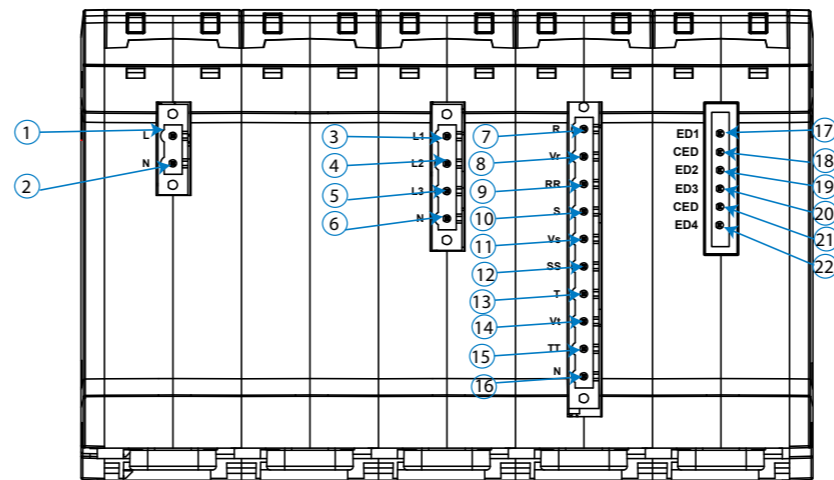 1 L
2 N
3 L1
4 L2
5 L3
6 N
7 R
8 Vr
9 RR
10 S
11 Vs
12 SS
13 T
14 Vt
15 TT
16 N
ED1 17
CED 18
ED2 19
ED3 20
CED 21
ED4 22